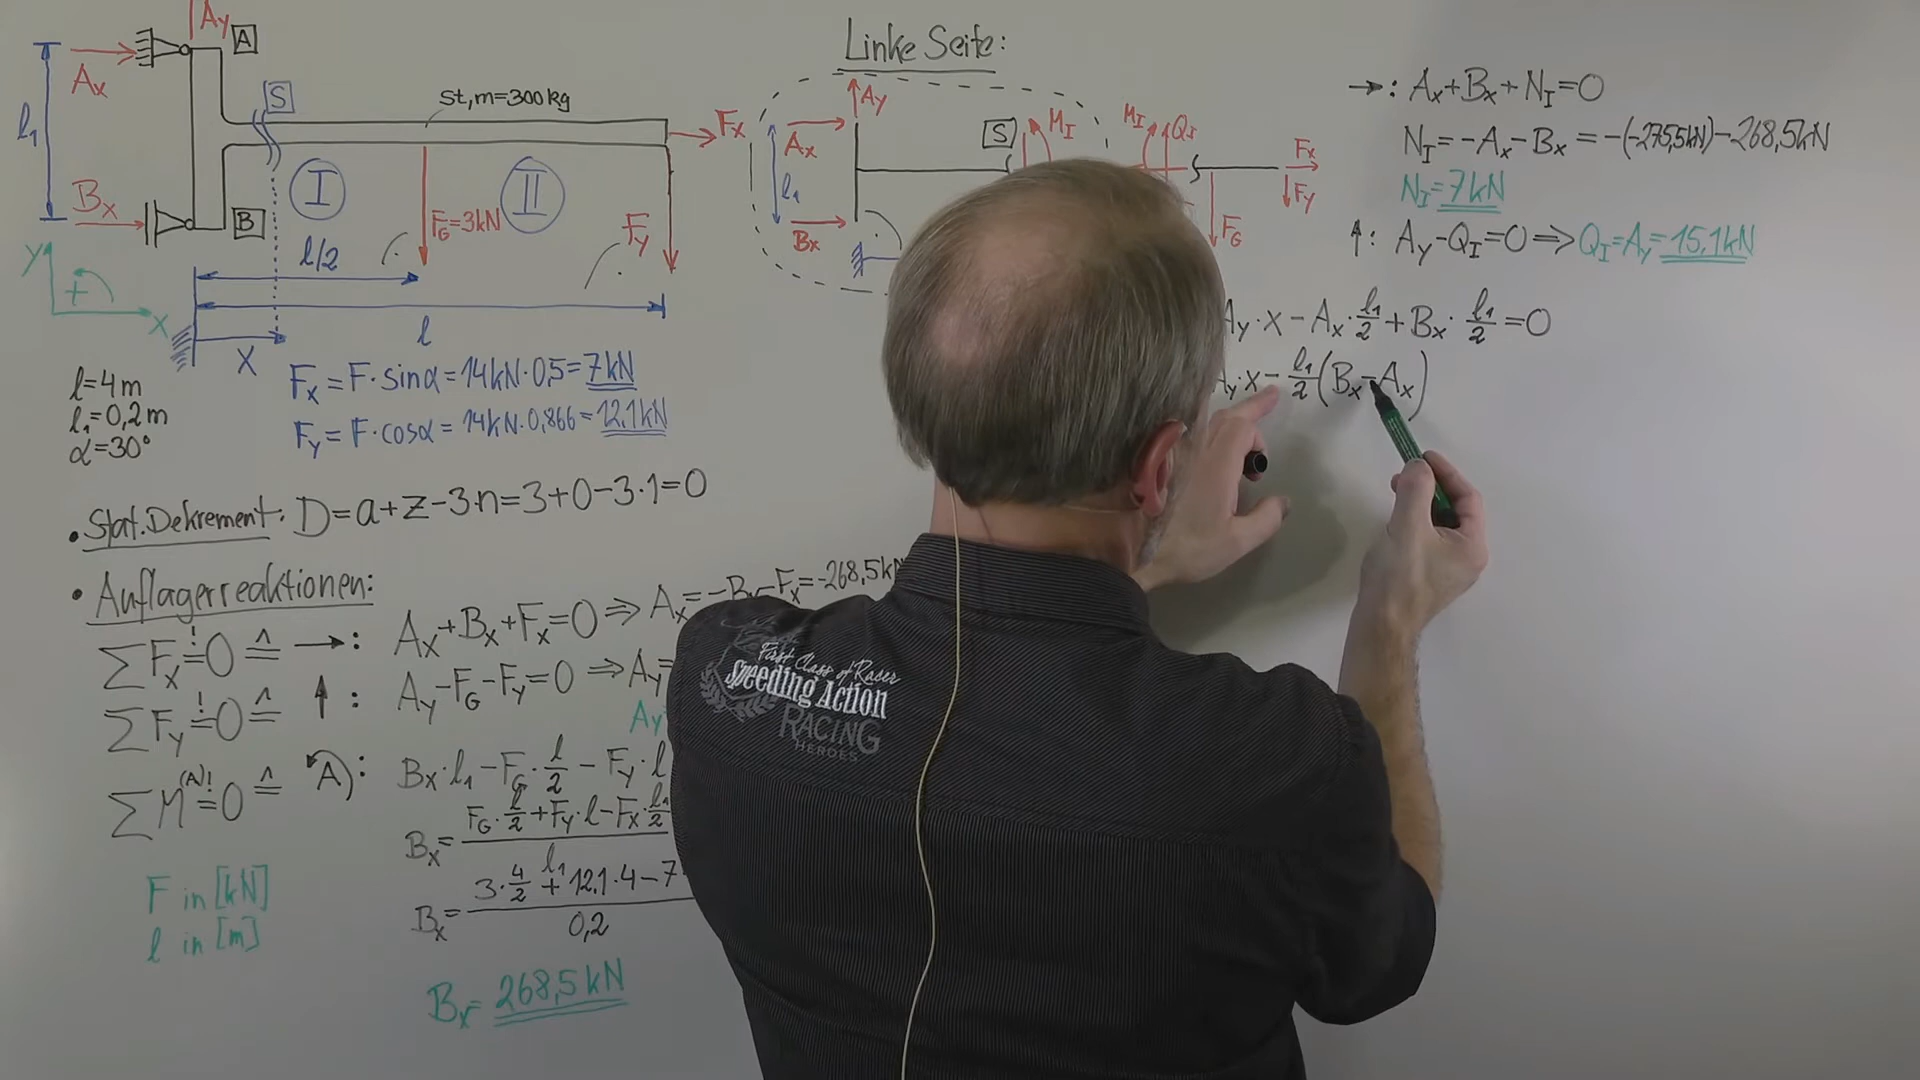 Ay
A
Ax
l₁
S
St, m=300kg
Fx
I
II
Bx
B
FG=3kN
Fy
Y
+
X
l/2
l
X
l=4m
l₁=0,2m
α=30°
Fx=F·sinα=14kN·0,5=7kN
Fy=F·cosα=14kN·0,866=12,1kN
• Stat. Dekrement: D=a+z-3·n=3+0-3·1=0
• Auflagerreaktionen:
ΣFx!=0 ≙ →: Ax+Bx+Fx=0 ⇒ Ax=-Bx-Fx=-268,5kN
ΣFy!=0 ≙ ↑: Ay-FG-Fy=0 ⇒ Ay=
Ay
ΣM(A)!=0 ≙ A): Bx·l₁-FG·l/2-Fy·l
Bx=(FG·l/2+Fy·l-Fx·l₁/2)/l₁
Bx=(3·4/2+12,1·4-7)/0,2
F in [kN]
l in [m]
Bx=268,5kN
Linke Seite:
Ay
Ax
l₁
Bx
S
MI
MI
QI
Fx
Fy
FG
→: Ax+Bx+NI=0
NI=-Ax-Bx=-(-275,5kN)-268,5kN
NI=7kN
↑: Ay-QI=0 ⇒ QI=Ay=15,1kN
Ay·x-Ax·l₁/2+Bx·l₁/2=0
Ay·x-l₁/2(Bx-Ax)
First Class of Racer
Speeding Action
RACING
HEROES